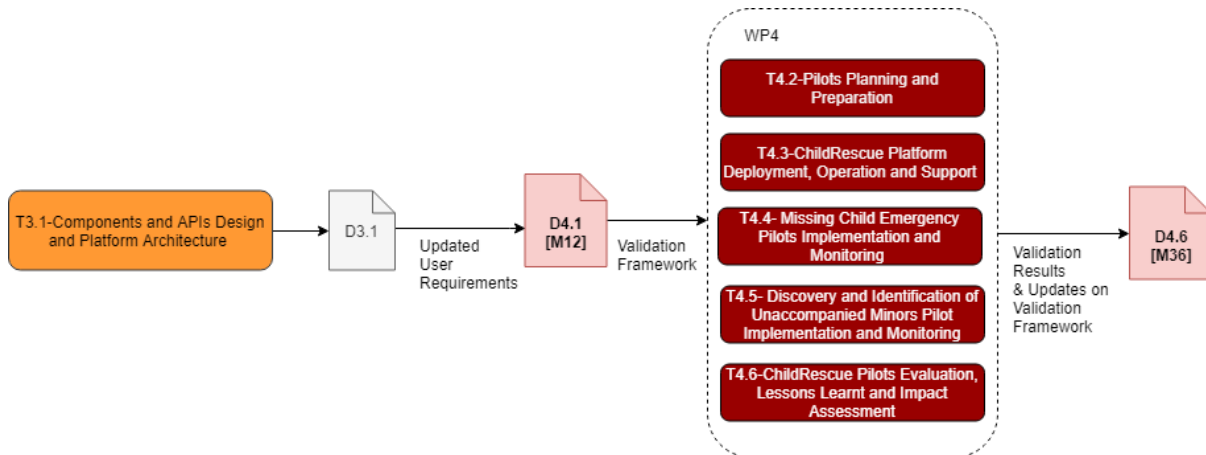 T3.1-Components and APIs Design
and Platform Architecture
D3.1
Updated
User
Requirements
D4.1
[M12]
Validation
Framework
WP4
T4.2-Pilots Planning and
Preparation
T4.3-ChildRescue Platform
Deployment, Operation and Support
T4.4- Missing Child Emergency
Pilots Implementation and
Monitoring
T4.5- Discovery and Identification of
Unaccompanied Minors Pilot
Implementation and Monitoring
T4.6-ChildRescue Pilots Evaluation,
Lessons Learnt and Impact
Assessment
Validation
Results
& Updates on
Validation
Framework
D4.6
[M36]